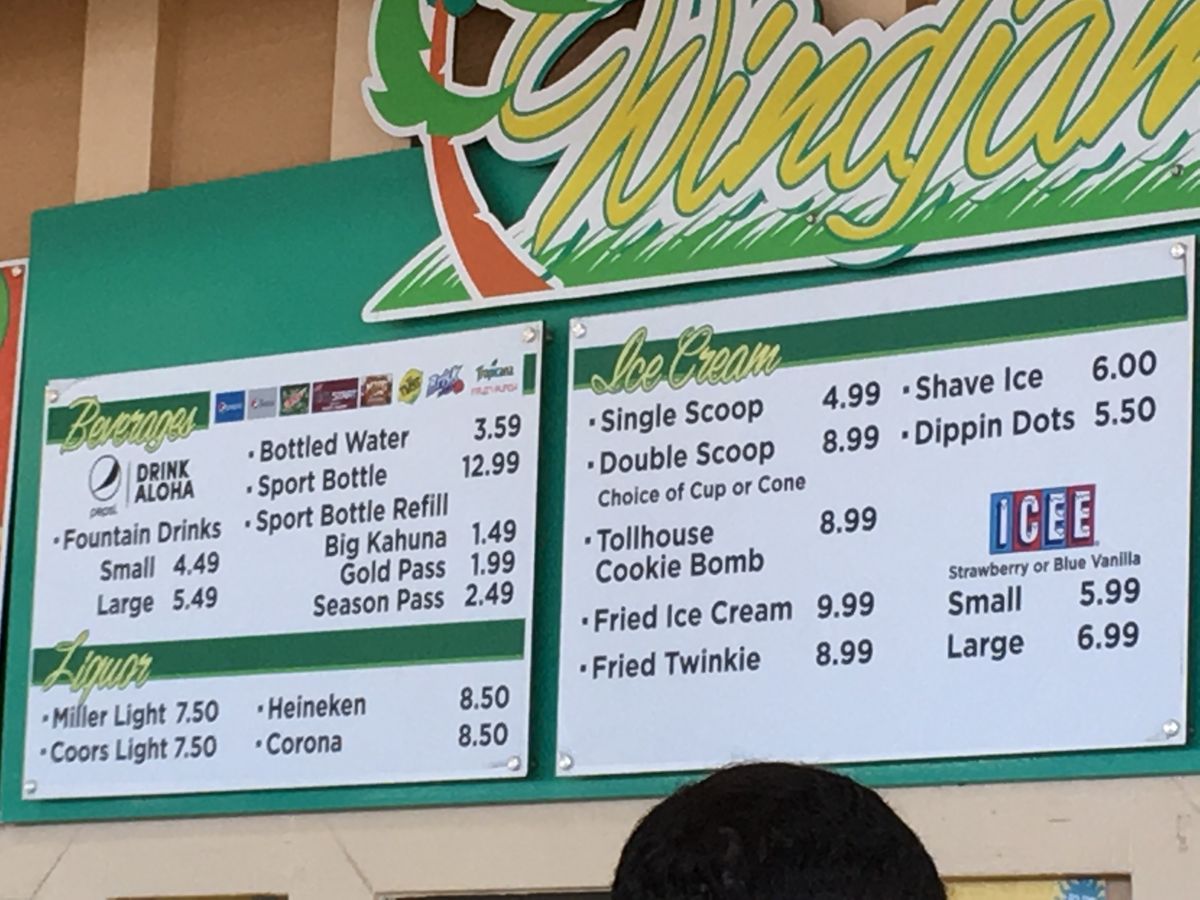 Windjam
Beverages
Tropicana
pepsi
DRINK
ALOHA
· Fountain Drinks
Small 4.49
Large 5.49
· Bottled Water 3.59
· Sport Bottle 12.99
· Sport Bottle Refill
Big Kahuna 1.49
Gold Pass 1.99
Season Pass 2.49
Liquor
· Miller Light 7.50
· Coors Light 7.50
· Heineken 8.50
· Corona 8.50
Ice Cream
· Single Scoop 4.99
· Double Scoop 8.99
Choice of Cup or Cone
· Tollhouse 8.99
Cookie Bomb
· Fried Ice Cream 9.99
· Fried Twinkie 8.99
· Shave Ice 6.00
· Dippin Dots 5.50
ICEE
Strawberry or Blue Vanilla
Small 5.99
Large 6.99